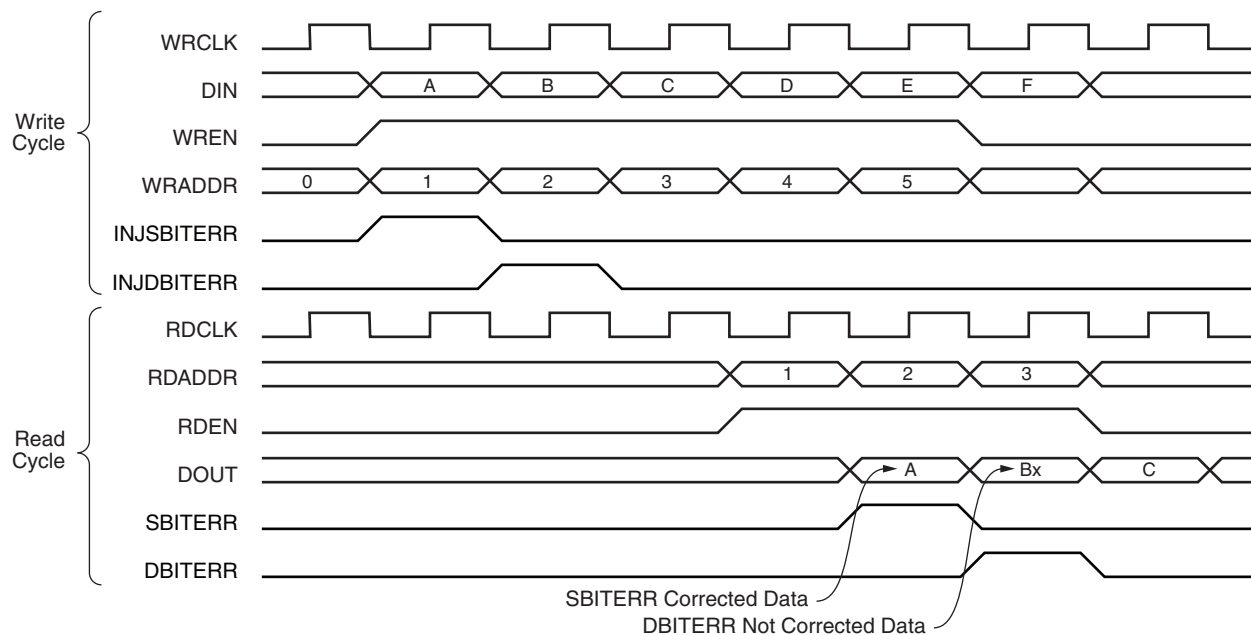 WRCLK
DIN A B C D E F
Write
Cycle
WREN
WRADDR 0 1 2 3 4 5
INJSBITERR
INJDBITERR
RDCLK
RDADDR 1 2 3
RDEN
Read
Cycle
DOUT A Bx C
SBITERR
DBITERR
SBITERR Corrected Data
DBITERR Not Corrected Data